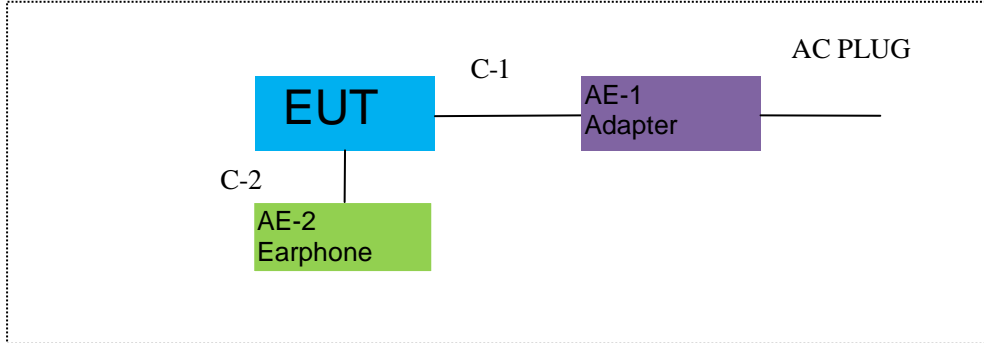 AC PLUG
C-1
EUT
AE-1
Adapter
C-2
AE-2
Earphone